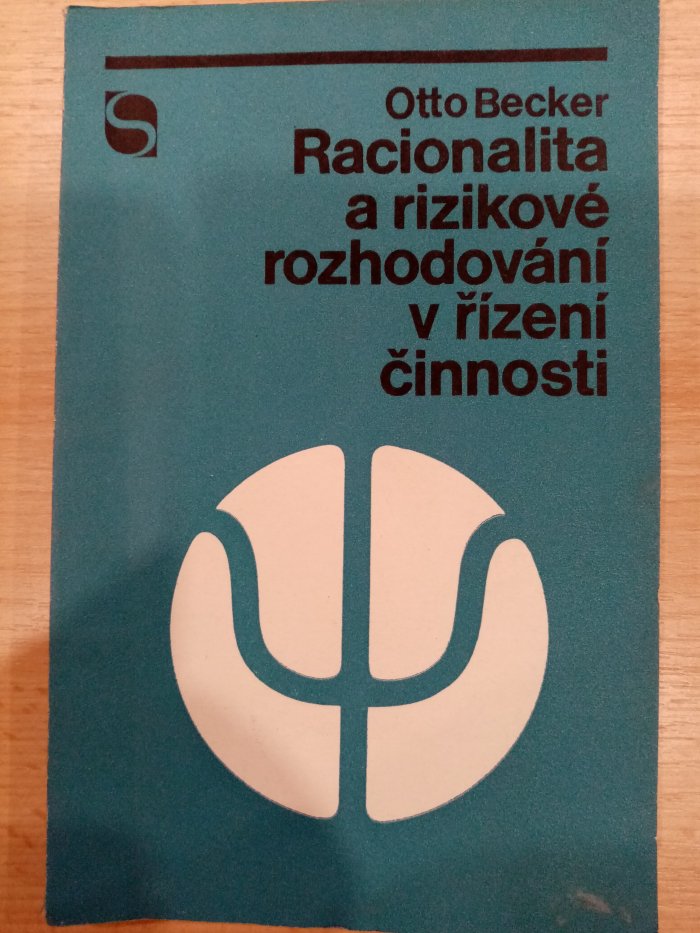 S
Otto Becker
Racionalita
a rizikové
rozhodování
v řízení
činnosti